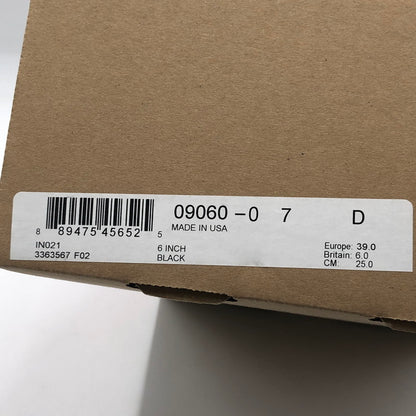 09060 -0 7 D
MADE IN USA
8 89475 45652 5
IN021 6 INCH Europe: 39.0
3363567 F02 BLACK Britain: 6.0
CM: 25.0